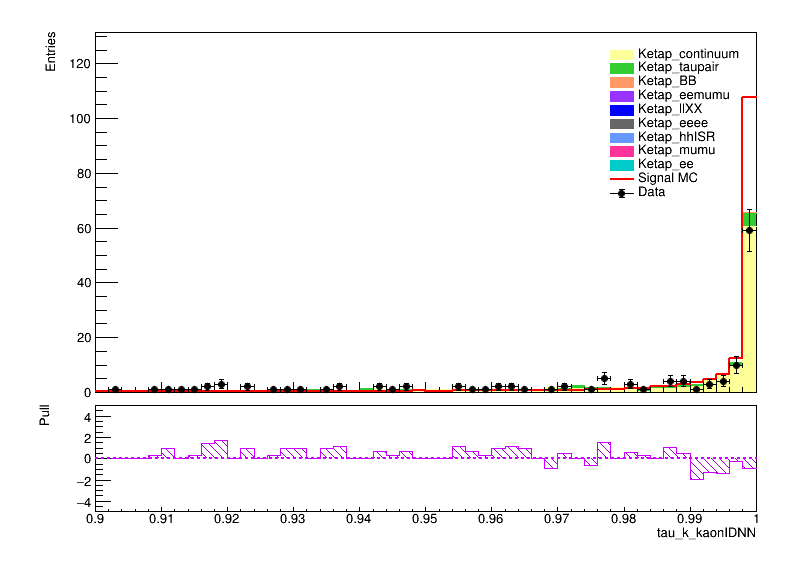 Entries
120
100
80
60
40
20
0
Ketap_continuum
Ketap_taupair
Ketap_BB
Ketap_eemumu
Ketap_llXX
Ketap_eeee
Ketap_hhISR
Ketap_mumu
Ketap_ee
Signal MC
Data
Pull
4
2
0
−2
−4
0.9 0.91 0.92 0.93 0.94 0.95 0.96 0.97 0.98 0.99 1
tau_k_kaonIDNN